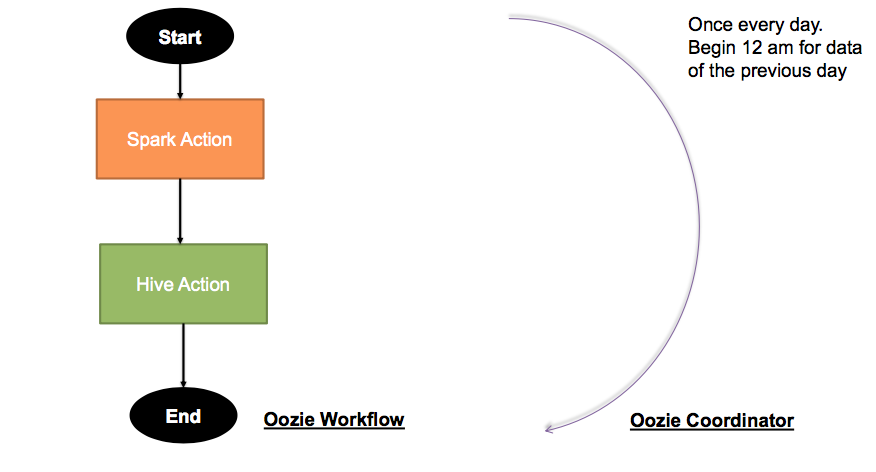 Start
Spark Action
Hive Action
End
Oozie Workflow
Once every day.
Begin 12 am for data
of the previous day
Oozie Coordinator